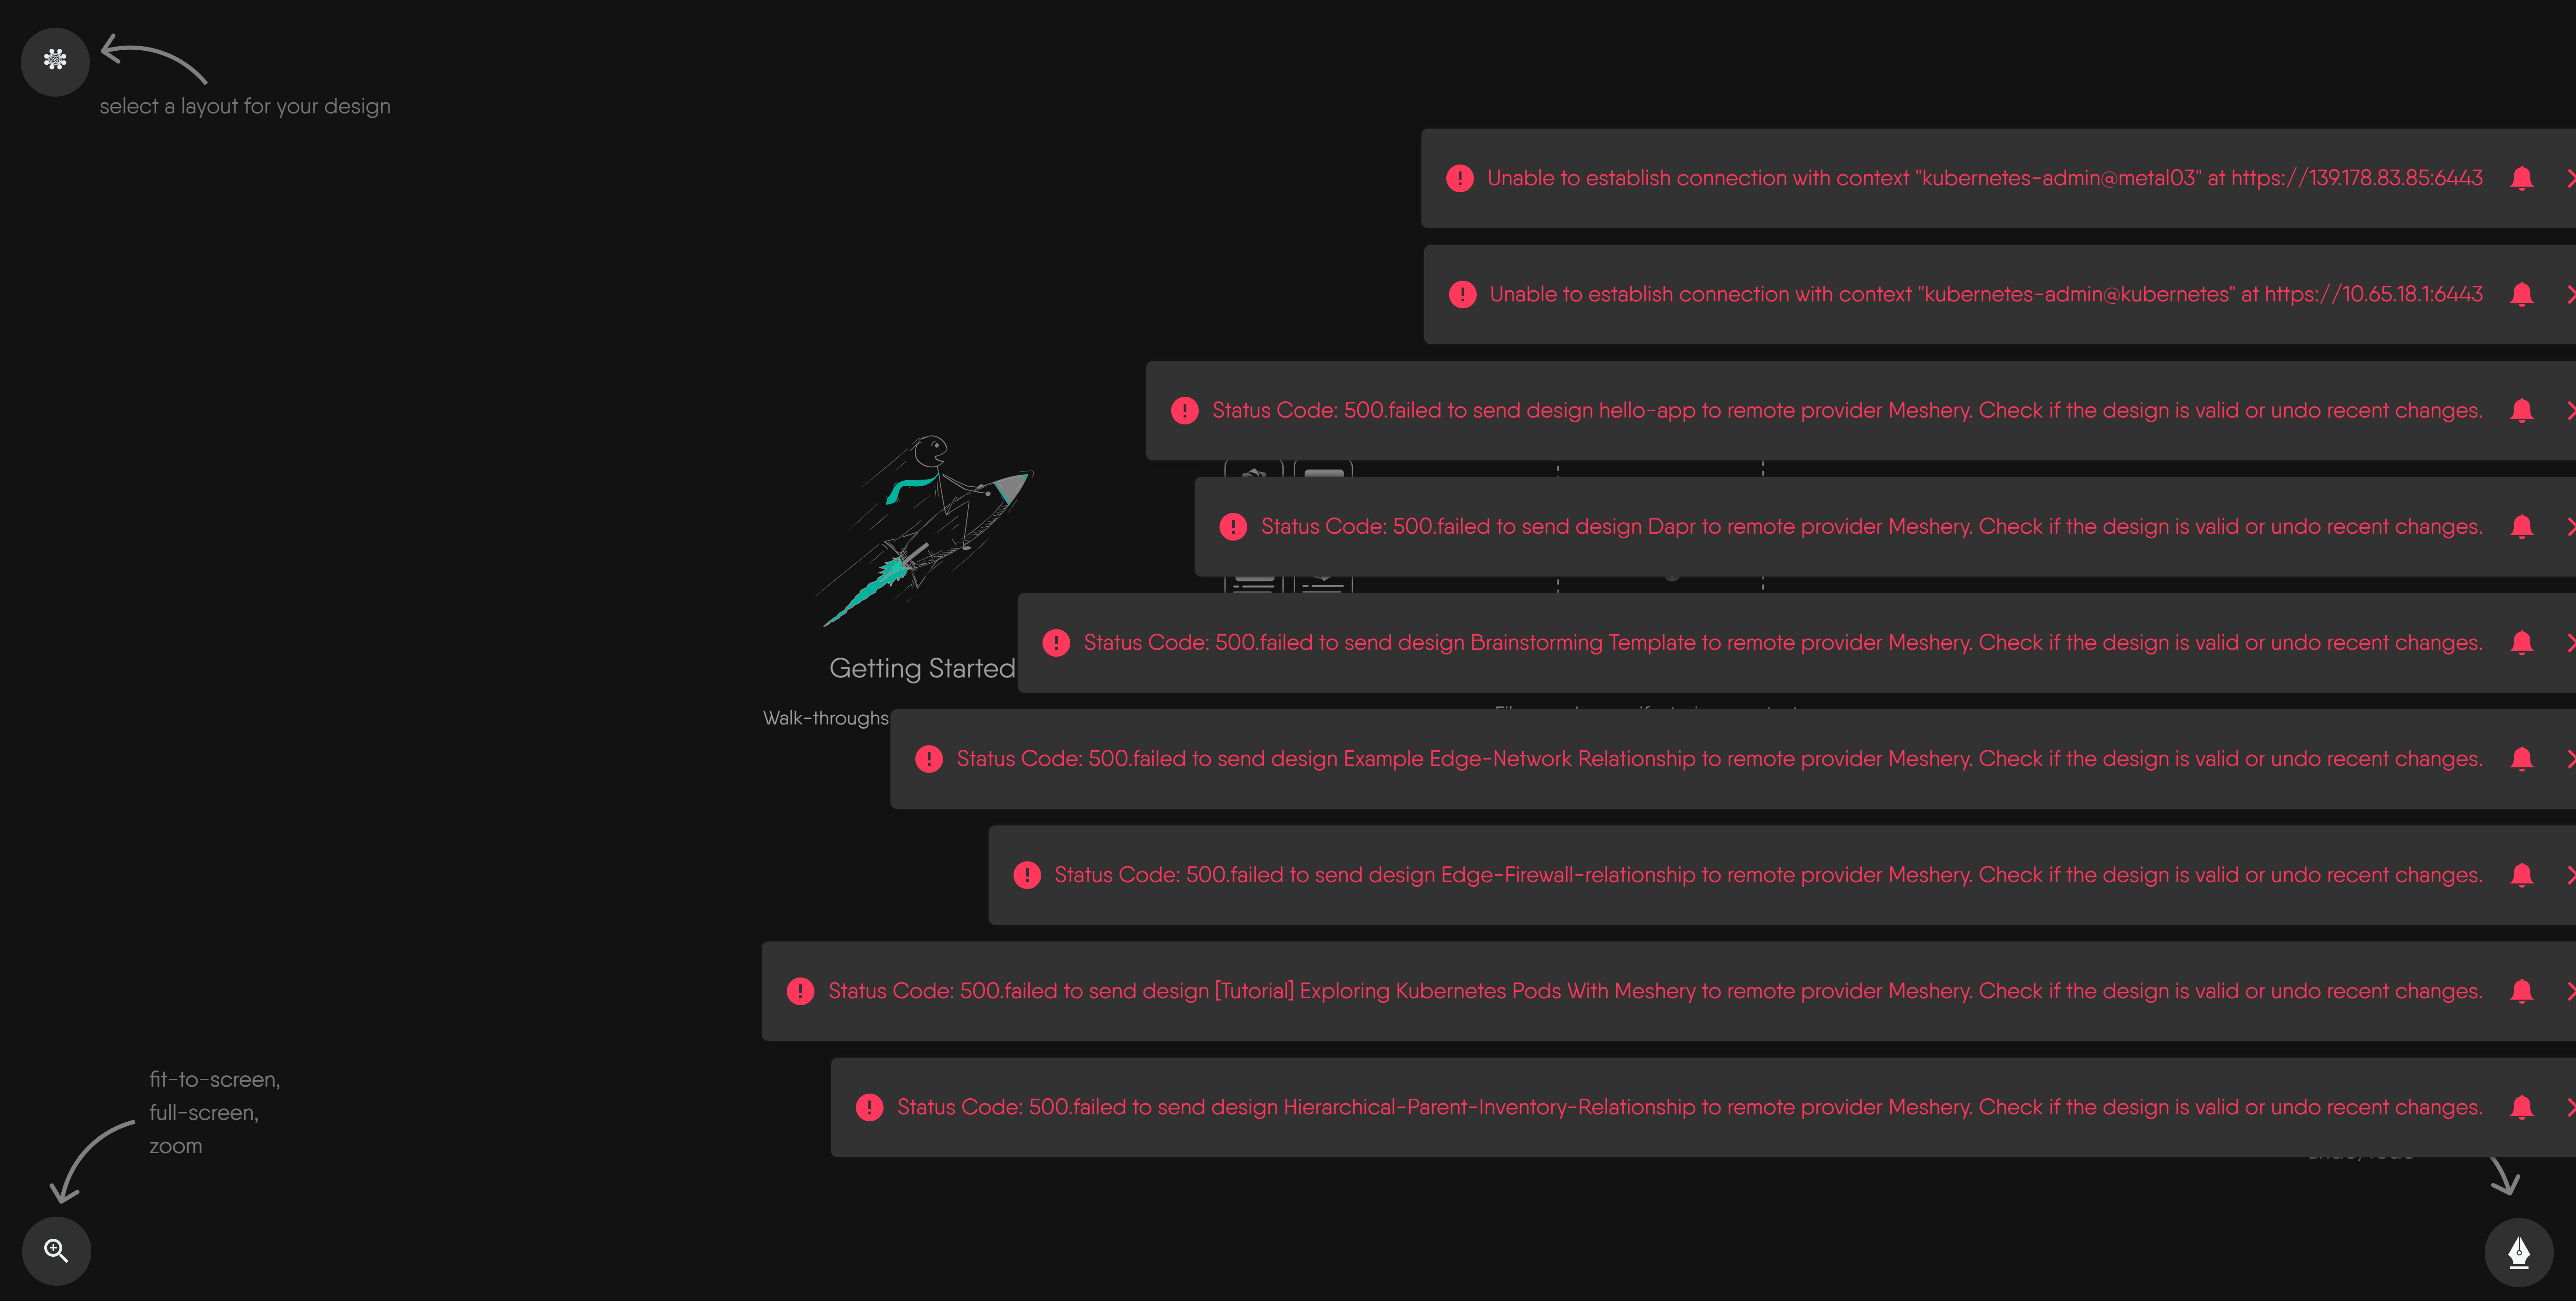 select a layout for your design
Unable to establish connection with context "kubernetes-admin@metal03" at https://139.178.83.85:6443
Unable to establish connection with context "kubernetes-admin@kubernetes" at https://10.65.18.1:6443
Status Code: 500.failed to send design hello-app to remote provider Meshery. Check if the design is valid or undo recent changes.
Status Code: 500.failed to send design Dapr to remote provider Meshery. Check if the design is valid or undo recent changes.
Status Code: 500.failed to send design Brainstorming Template to remote provider Meshery. Check if the design is valid or undo recent changes.
Getting Started
Walk-throughs
Status Code: 500.failed to send design Example Edge-Network Relationship to remote provider Meshery. Check if the design is valid or undo recent changes.
Status Code: 500.failed to send design Edge-Firewall-relationship to remote provider Meshery. Check if the design is valid or undo recent changes.
Status Code: 500.failed to send design [Tutorial] Exploring Kubernetes Pods With Meshery to remote provider Meshery. Check if the design is valid or undo recent changes.
Status Code: 500.failed to send design Hierarchical-Parent-Inventory-Relationship to remote provider Meshery. Check if the design is valid or undo recent changes.
fit-to-screen,
full-screen,
zoom